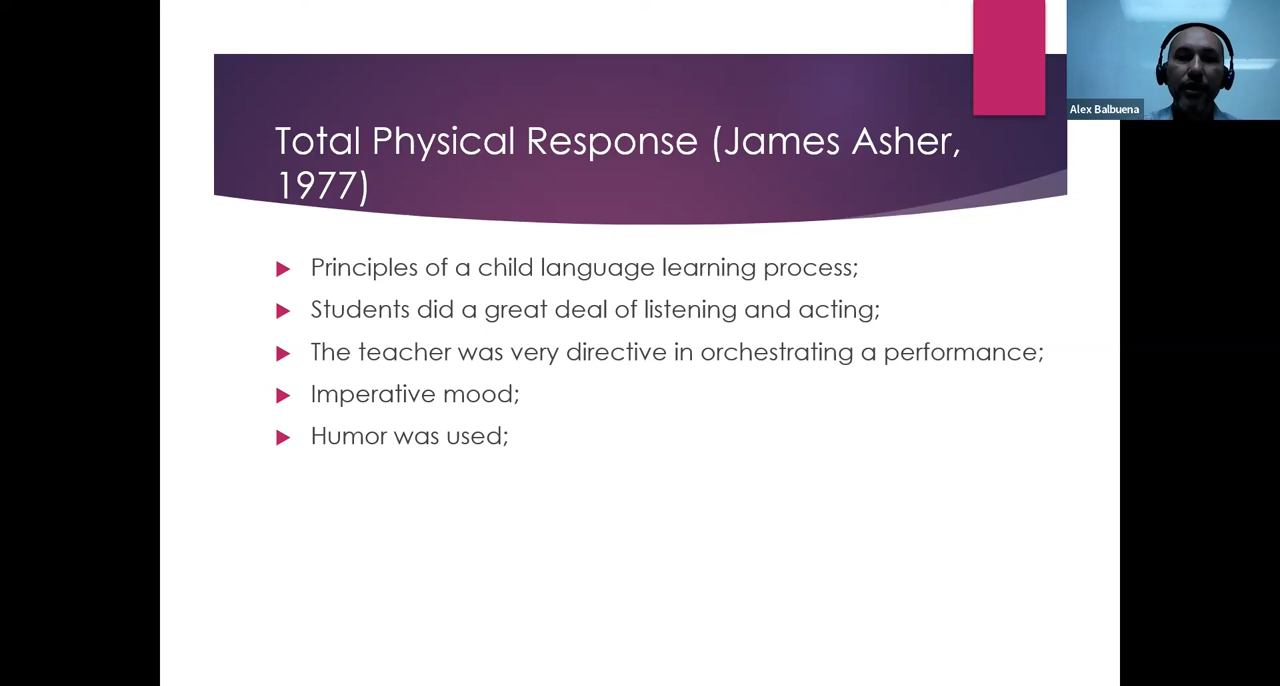 Total Physical Response (James Asher,
1977)
Principles of a child language learning process;
Students did a great deal of listening and acting;
The teacher was very directive in orchestrating a performance;
Imperative mood;
Humor was used;
Alex Balbuena